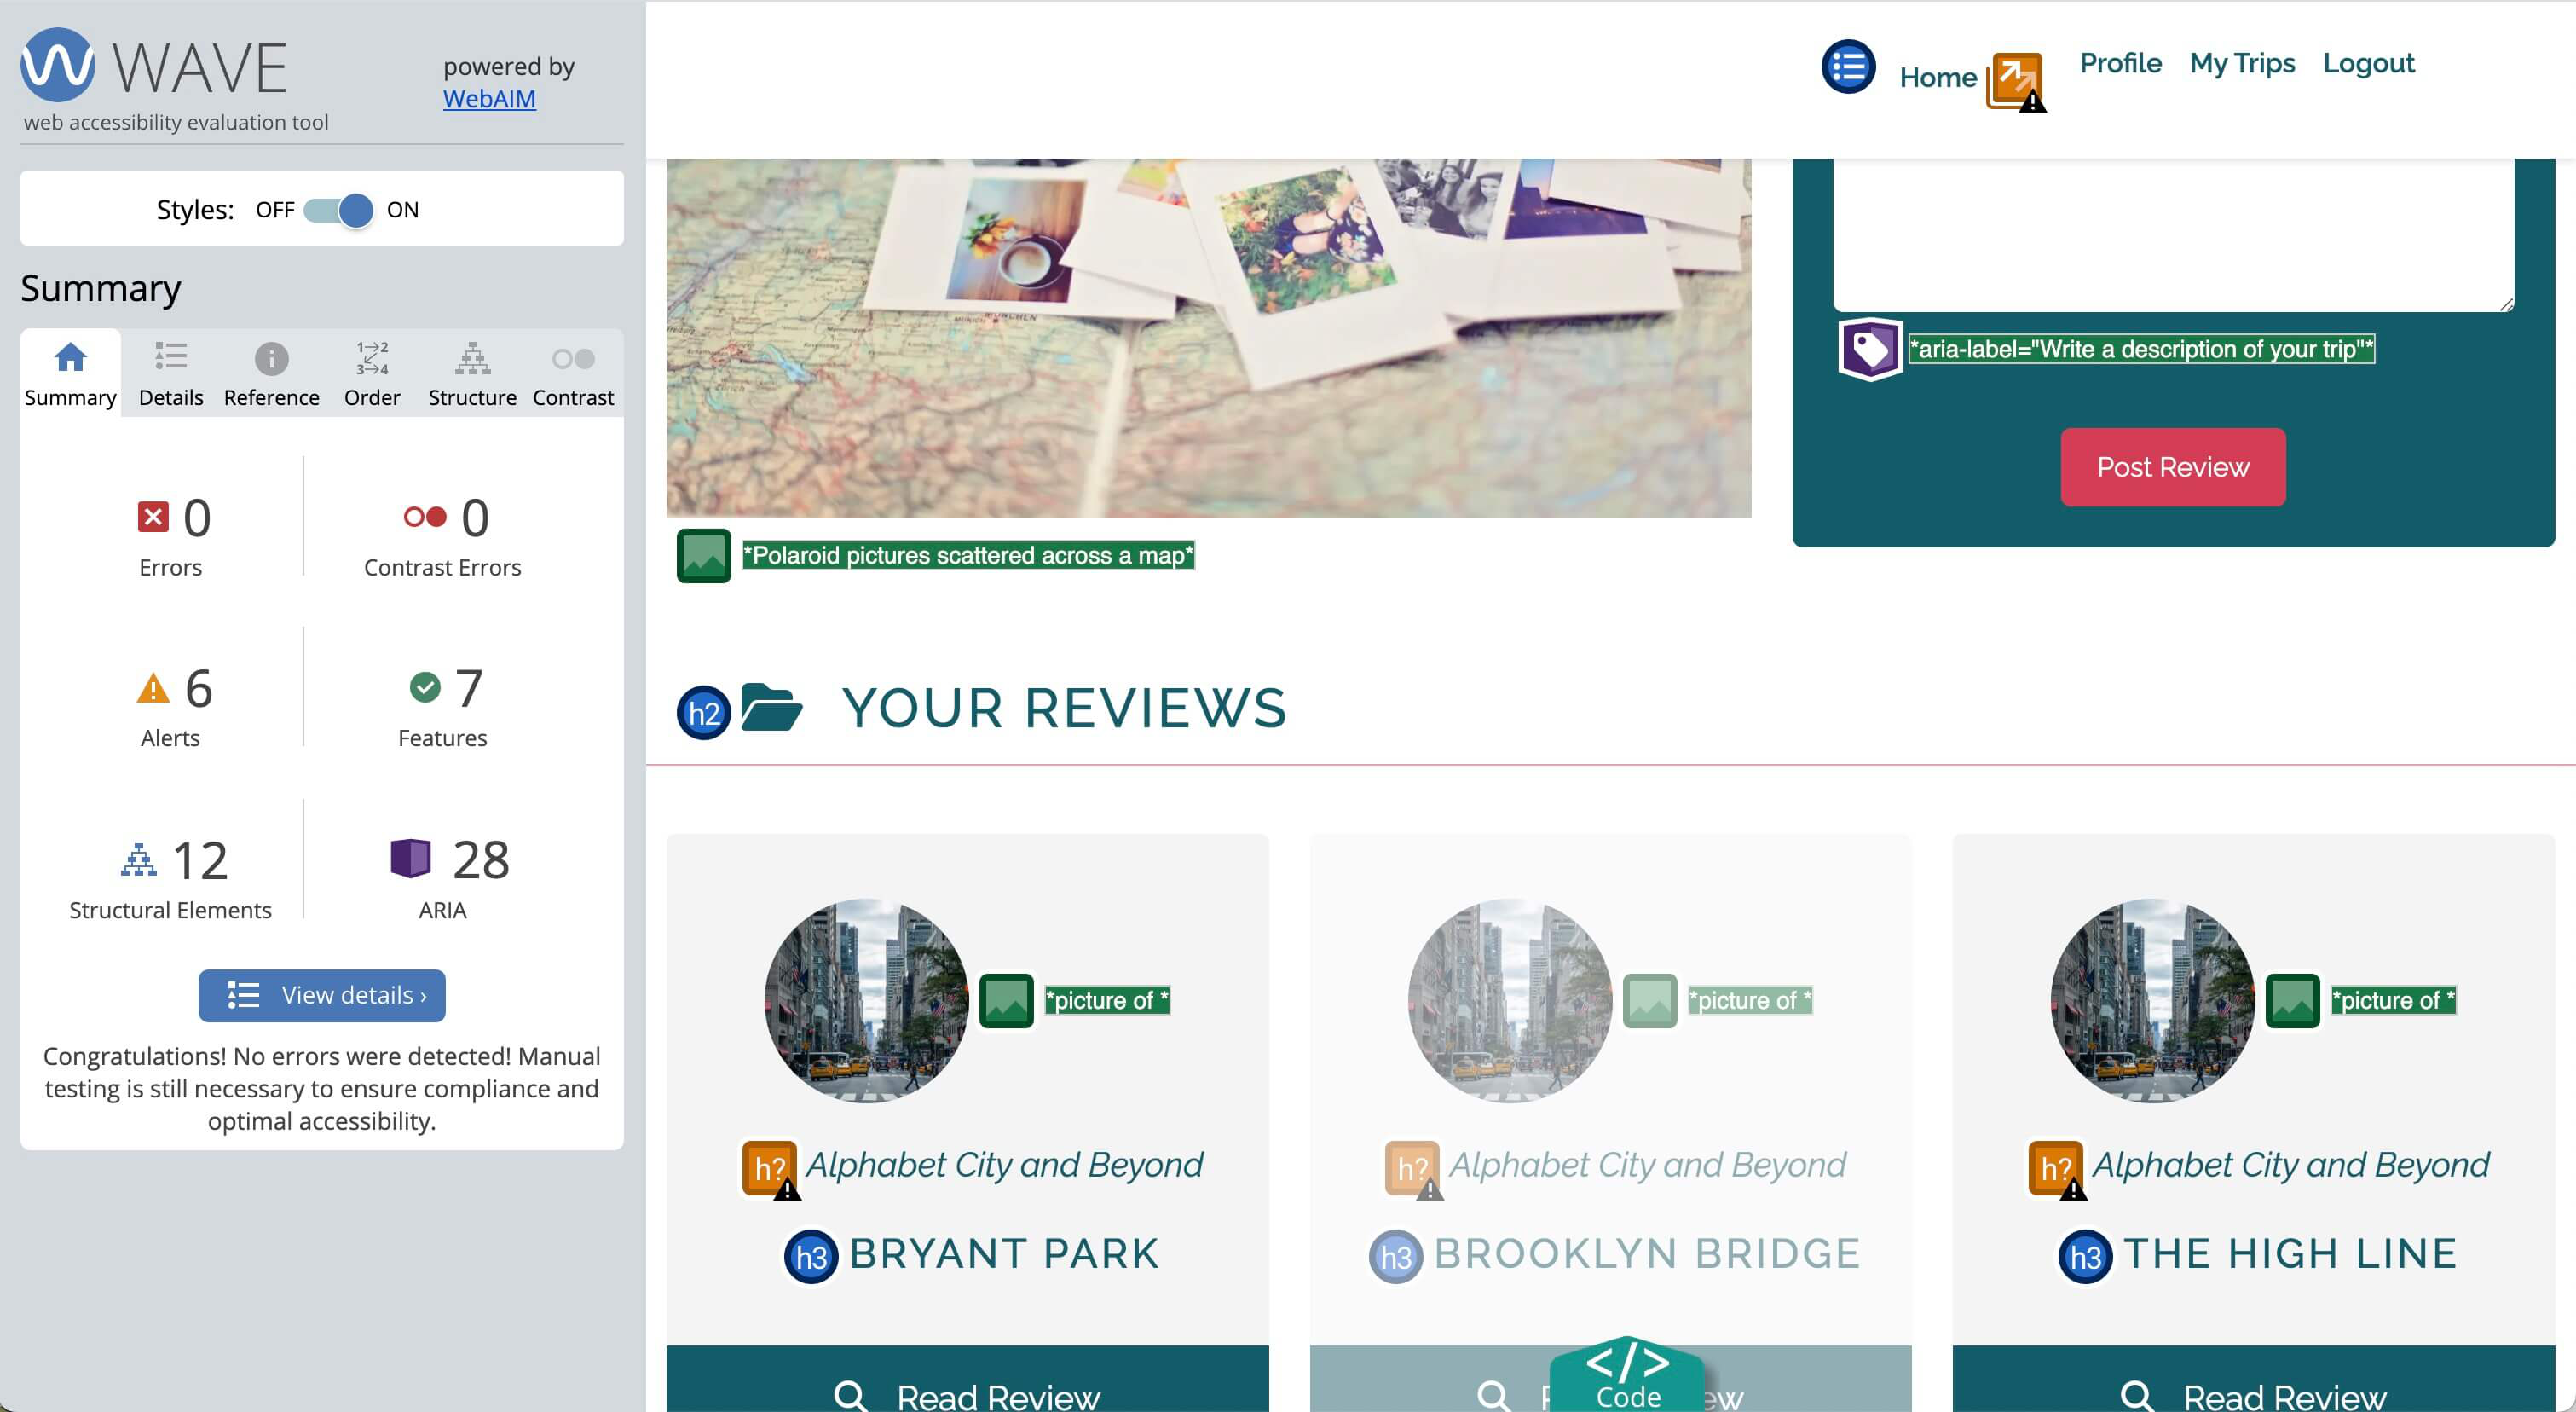 WAVE
powered by
WebAIM
web accessibility evaluation tool
Styles: OFF ON
Summary
Summary Details Reference Order Structure Contrast
1→2
3→4
0
Errors
0
Contrast Errors
6
Alerts
7
Features
12
Structural Elements
28
ARIA
View details ›
Congratulations! No errors were detected! Manual
testing is still necessary to ensure compliance and
optimal accessibility.
Home Profile My Trips Logout
*aria-label="Write a description of your trip"*
Post Review
*Polaroid pictures scattered across a map*
h2 YOUR REVIEWS
*picture of *
h? Alphabet City and Beyond
h3 BRYANT PARK
Read Review
*picture of *
h? Alphabet City and Beyond
h3 BROOKLYN BRIDGE
</>
Code
*picture of *
h? Alphabet City and Beyond
h3 THE HIGH LINE
Read Review